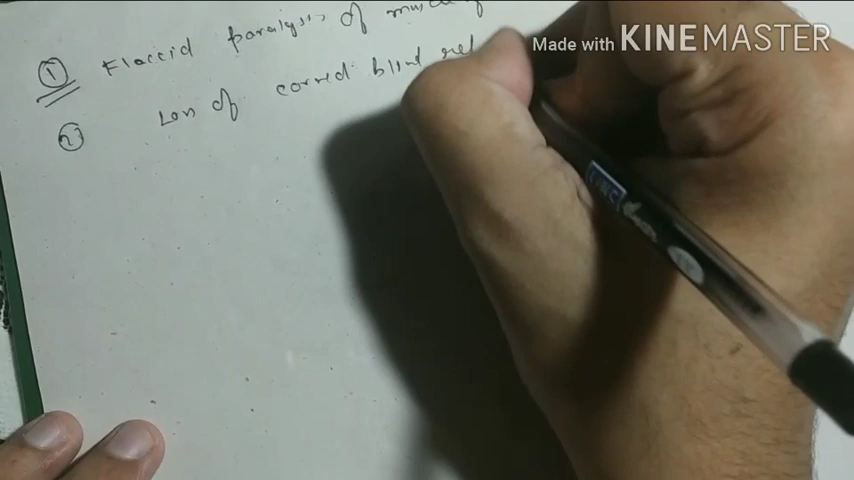 Made with KINEMASTER
① Flaccid paralysis of
② Loss of corneal blink